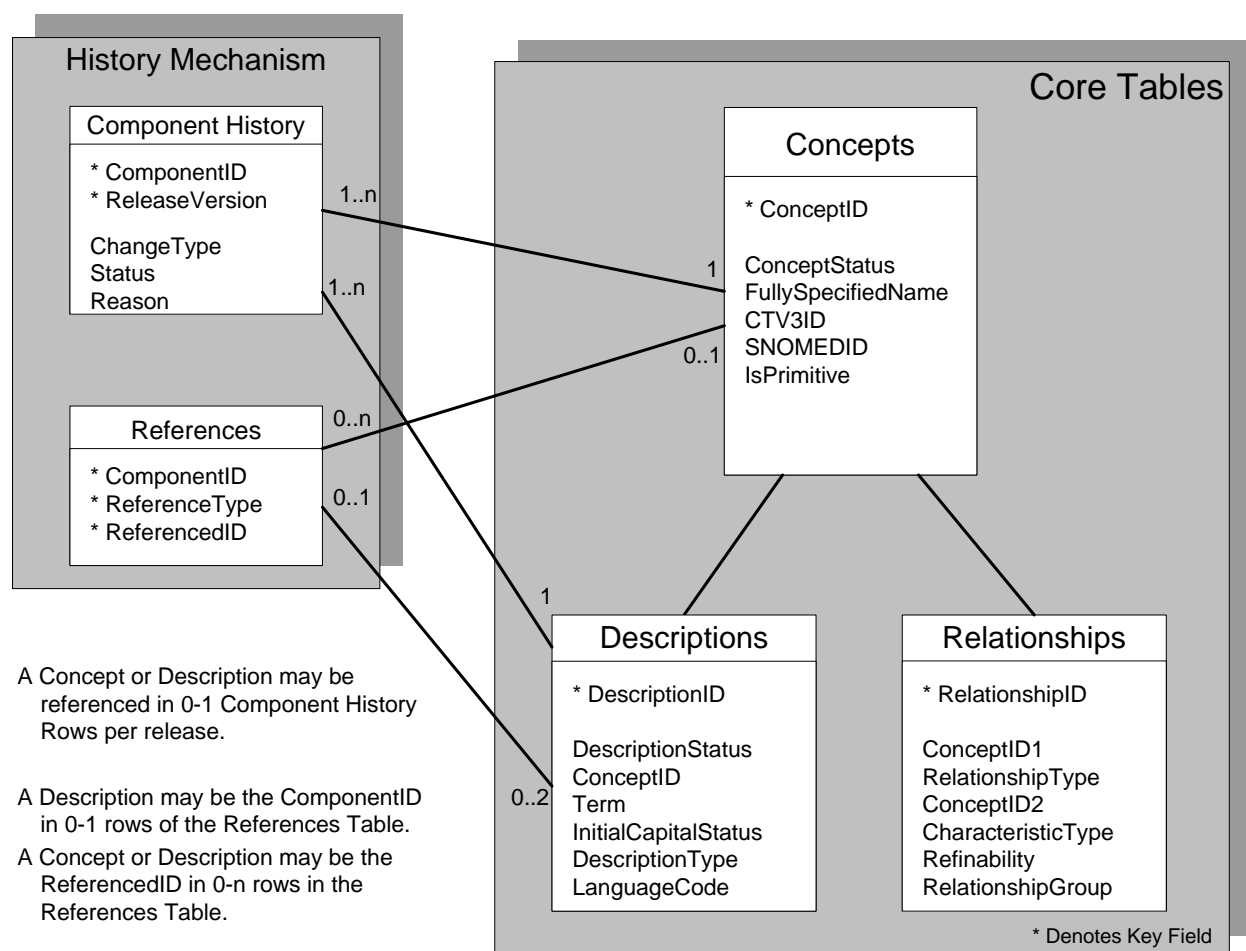 History Mechanism
Component History
* ComponentID
* ReleaseVersion
ChangeType
Status
Reason
1..n
1..n
References
* ComponentID
* ReferenceType
* ReferencedID
0..n
0..1
Core Tables
Concepts
* ConceptID
ConceptStatus
FullySpecifiedName
CTV3ID
SNOMEDID
IsPrimitive
1
0..1
1
0..2
Descriptions
* DescriptionID
DescriptionStatus
ConceptID
Term
InitialCapitalStatus
DescriptionType
LanguageCode
Relationships
* RelationshipID
ConceptID1
RelationshipType
ConceptID2
CharacteristicType
Refinability
RelationshipGroup
* Denotes Key Field
A Concept or Description may be
referenced in 0-1 Component History
Rows per release.
A Description may be the ComponentID
in 0-1 rows of the References Table.
A Concept or Description may be the
ReferencedID in 0-n rows in the
References Table.